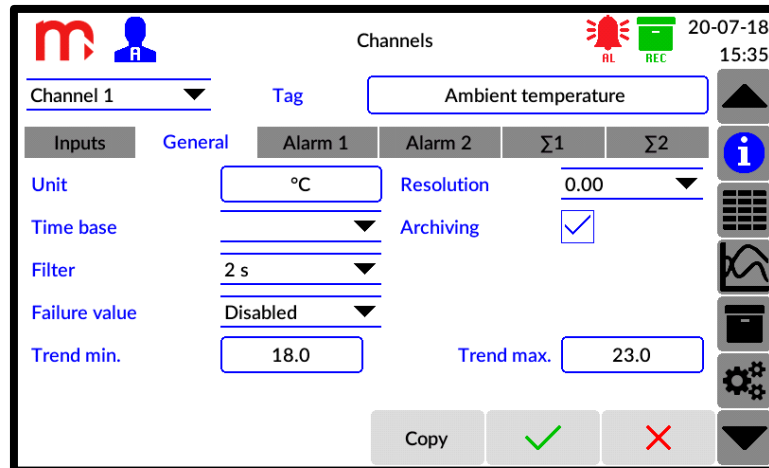 Channels
20-07-18
15:35
A
AL
REC
Channel 1
Tag
Ambient temperature
Inputs
General
Alarm 1
Alarm 2
∑1
∑2
Unit
°C
Resolution
0.00
Time base
Archiving
Filter
2 s
Failure value
Disabled
Trend min.
18.0
Trend max.
23.0
Copy